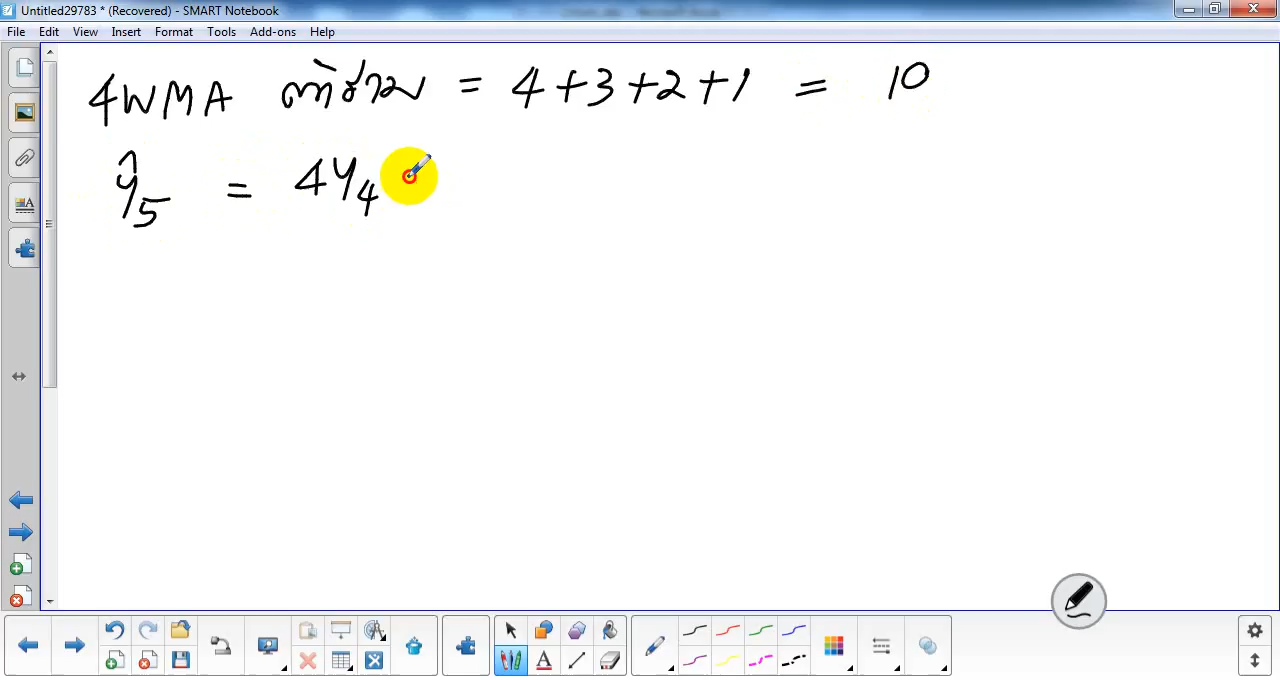 Untitled29783 * (Recovered) - SMART Notebook
File Edit View Insert Format Tools Add-ons Help
4WMA ตัวหาร = 4+3+2+1 = 10
ŷ₅ = 4y₄